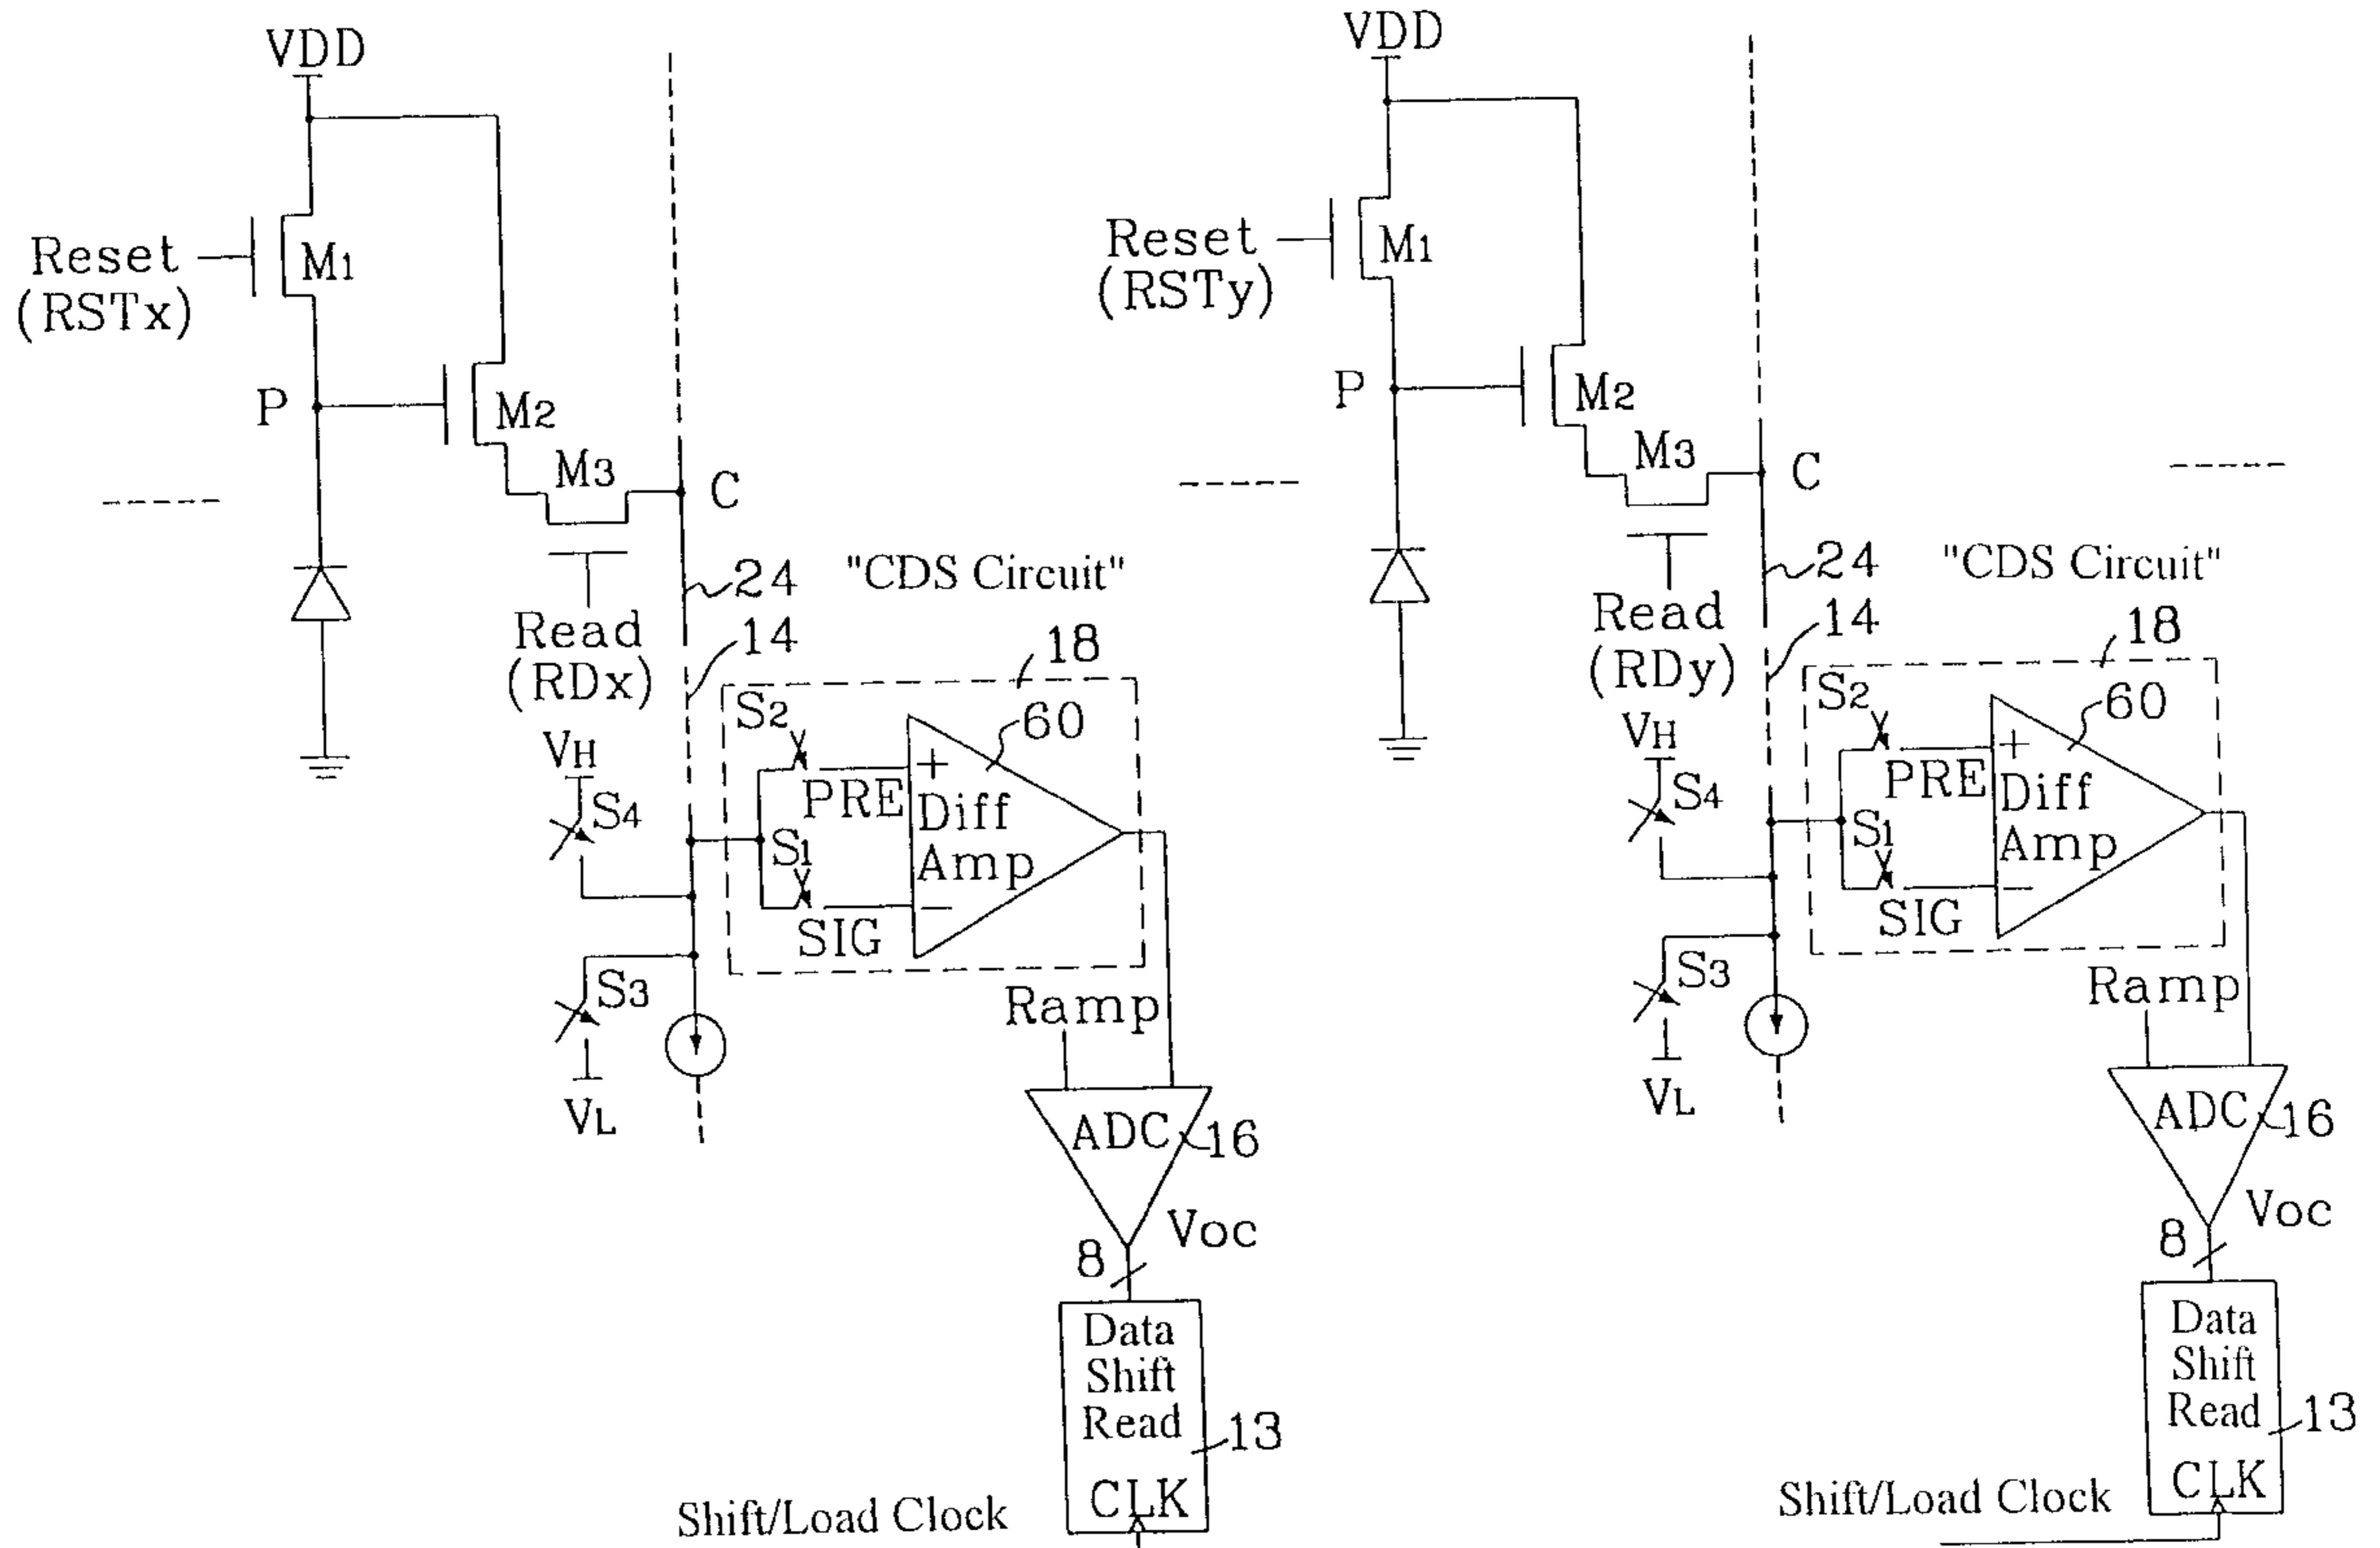 VDD
Reset
(RSTx)
M1
P
M2
M3
C
24
"CDS Circuit"
Read
(RDx)
14
18
S2
60
VH
S4
PRE
+
Diff
Amp
S1
SIG
−
S3
VL
Ramp
ADC
16
Voc
8
Data
Shift
Read
13
CLK
Shift/Load Clock
VDD
Reset
(RSTy)
M1
P
M2
M3
C
24
"CDS Circuit"
Read
(RDy)
14
18
S2
60
VH
S4
PRE
+
Diff
Amp
S1
SIG
−
S3
VL
Ramp
ADC
16
Voc
8
Data
Shift
Read
13
CLK
Shift/Load Clock